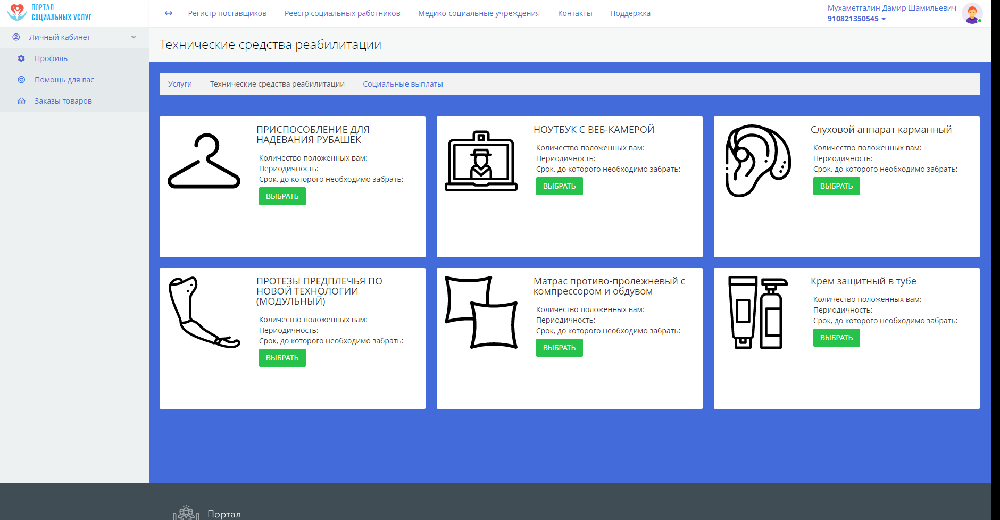 ПОРТАЛ
СОЦИАЛЬНЫХ УСЛУГ
Регистр поставщиков
Реестр социальных работников
Медико-социальные учреждения
Контакты
Поддержка
Мухаметгалин Дамир Шамильевич
910821350545
Личный кабинет
Профиль
Помощь для вас
Заказы товаров
Технические средства реабилитации
Услуги
Технические средства реабилитации
Социальные выплаты
ПРИСПОСОБЛЕНИЕ ДЛЯ
НАДЕВАНИЯ РУБАШЕК
Количество положенных вам:
Периодичность:
Срок, до которого необходимо забрать:
ВЫБРАТЬ
НОУТБУК С ВЕБ-КАМЕРОЙ
Количество положенных вам:
Периодичность:
Срок, до которого необходимо забрать:
ВЫБРАТЬ
Слуховой аппарат карманный
Количество положенных вам:
Периодичность:
Срок, до которого необходимо забрать:
ВЫБРАТЬ
ПРОТЕЗЫ ПРЕДПЛЕЧЬЯ ПО
НОВОЙ ТЕХНОЛОГИИ
(МОДУЛЬНЫЙ)
Количество положенных вам:
Периодичность:
Срок, до которого необходимо забрать:
ВЫБРАТЬ
Матрас противо-пролежневый с
компрессором и обдувом
Количество положенных вам:
Периодичность:
Срок, до которого необходимо забрать:
ВЫБРАТЬ
Крем защитный в тубе
Количество положенных вам:
Периодичность:
Срок, до которого необходимо забрать:
ВЫБРАТЬ
Портал